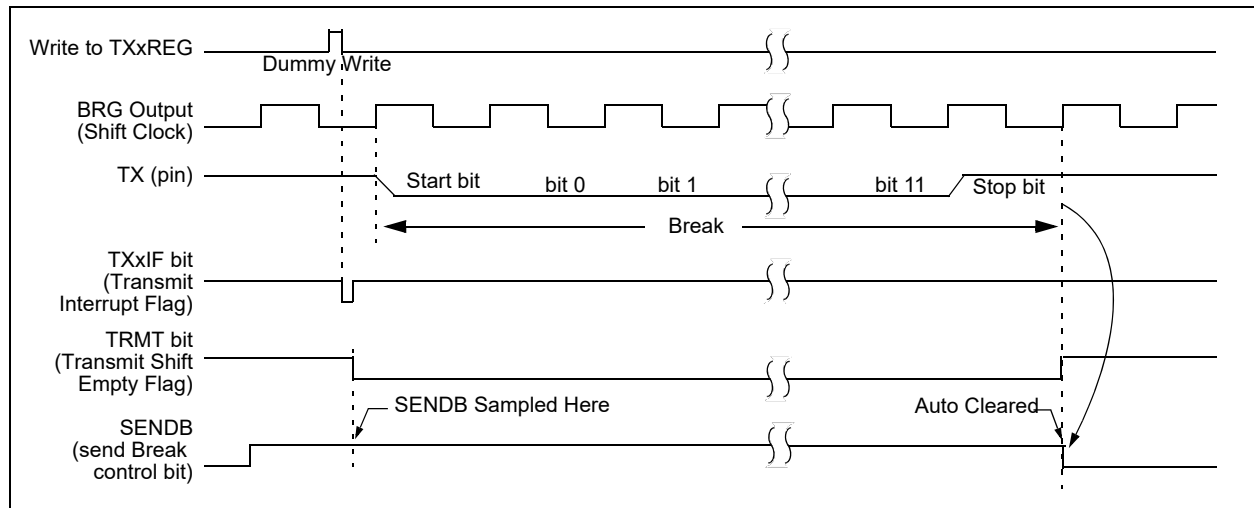 Write to TXxREG
Dummy Write
BRG Output
(Shift Clock)
TX (pin)
Start bit
bit 0
bit 1
bit 11
Stop bit
Break
TXxIF bit
(Transmit
Interrupt Flag)
TRMT bit
(Transmit Shift
Empty Flag)
SENDB Sampled Here
Auto Cleared
SENDB
(send Break
control bit)